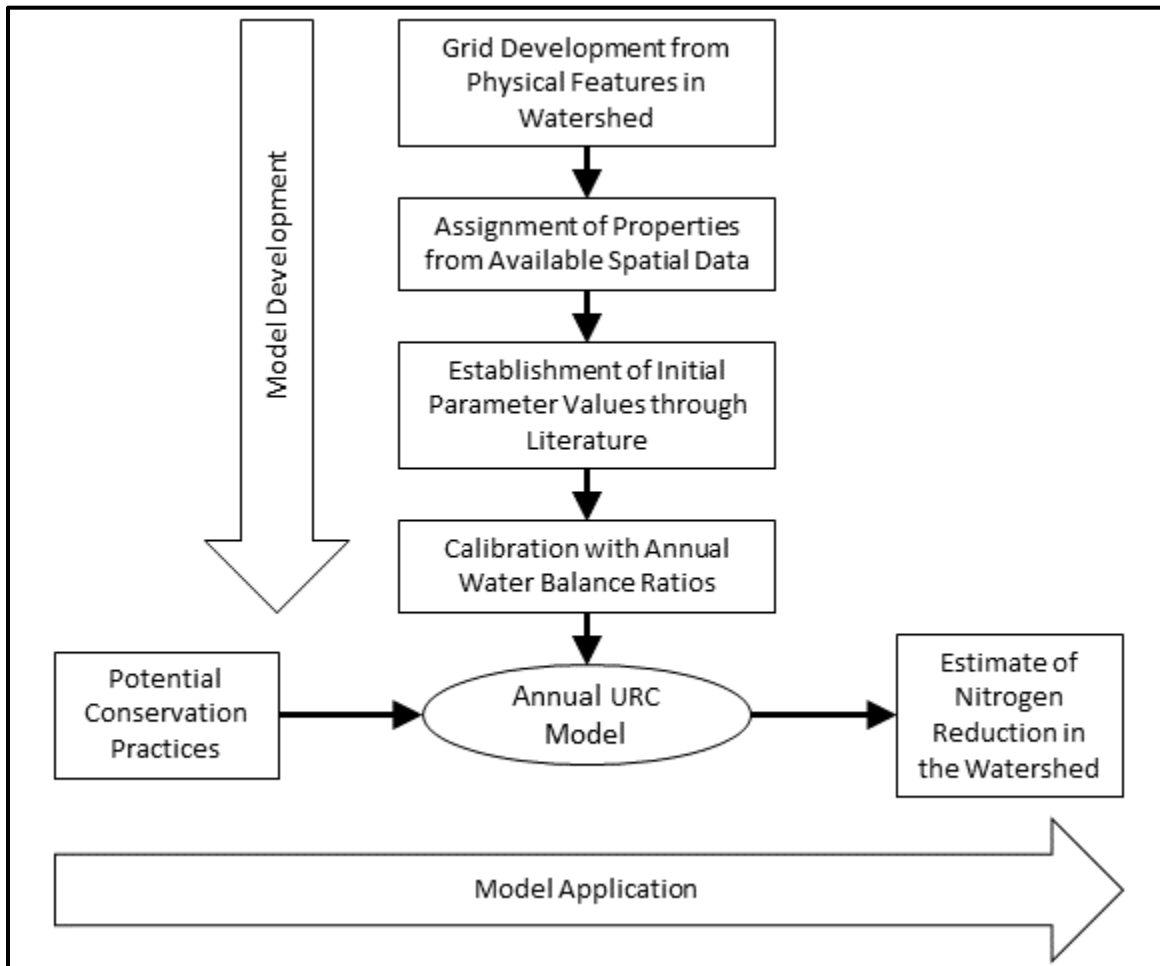 Grid Development from
Physical Features in
Watershed
Model Development
Assignment of Properties
from Available Spatial Data
Establishment of Initial
Parameter Values through
Literature
Calibration with Annual
Water Balance Ratios
Potential
Conservation
Practices
Annual URC
Model
Estimate of
Nitrogen
Reduction in
the Watershed
Model Application